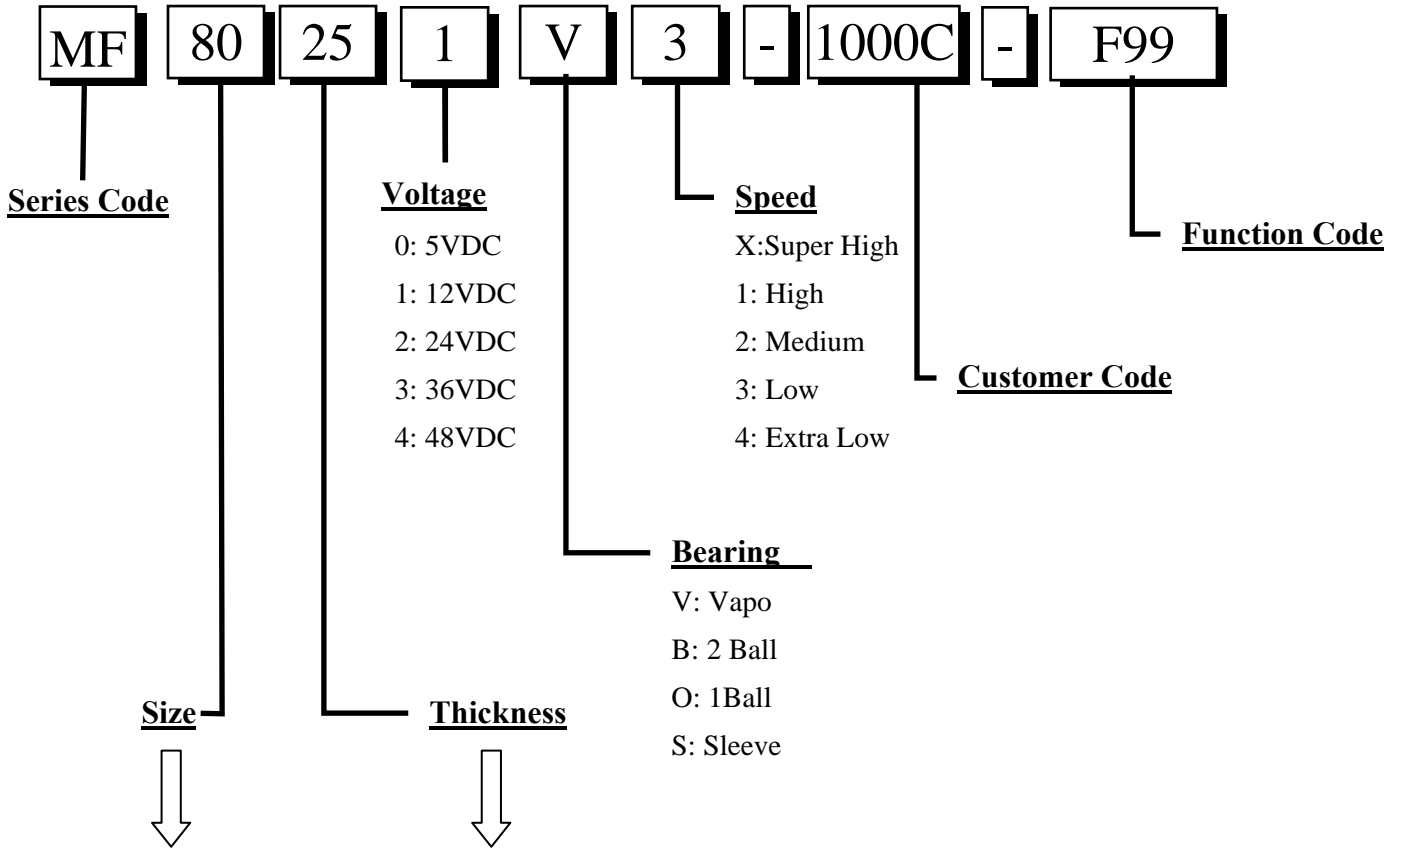 MF 80 25 1 V 3 - 1000C - F99
Series Code
Voltage
0: 5VDC
1: 12VDC
2: 24VDC
3: 36VDC
4: 48VDC
Speed
X:Super High
1: High
2: Medium
3: Low
4: Extra Low
Function Code
Customer Code
Bearing
V: Vapo
B: 2 Ball
O: 1Ball
S: Sleeve
Size
Thickness